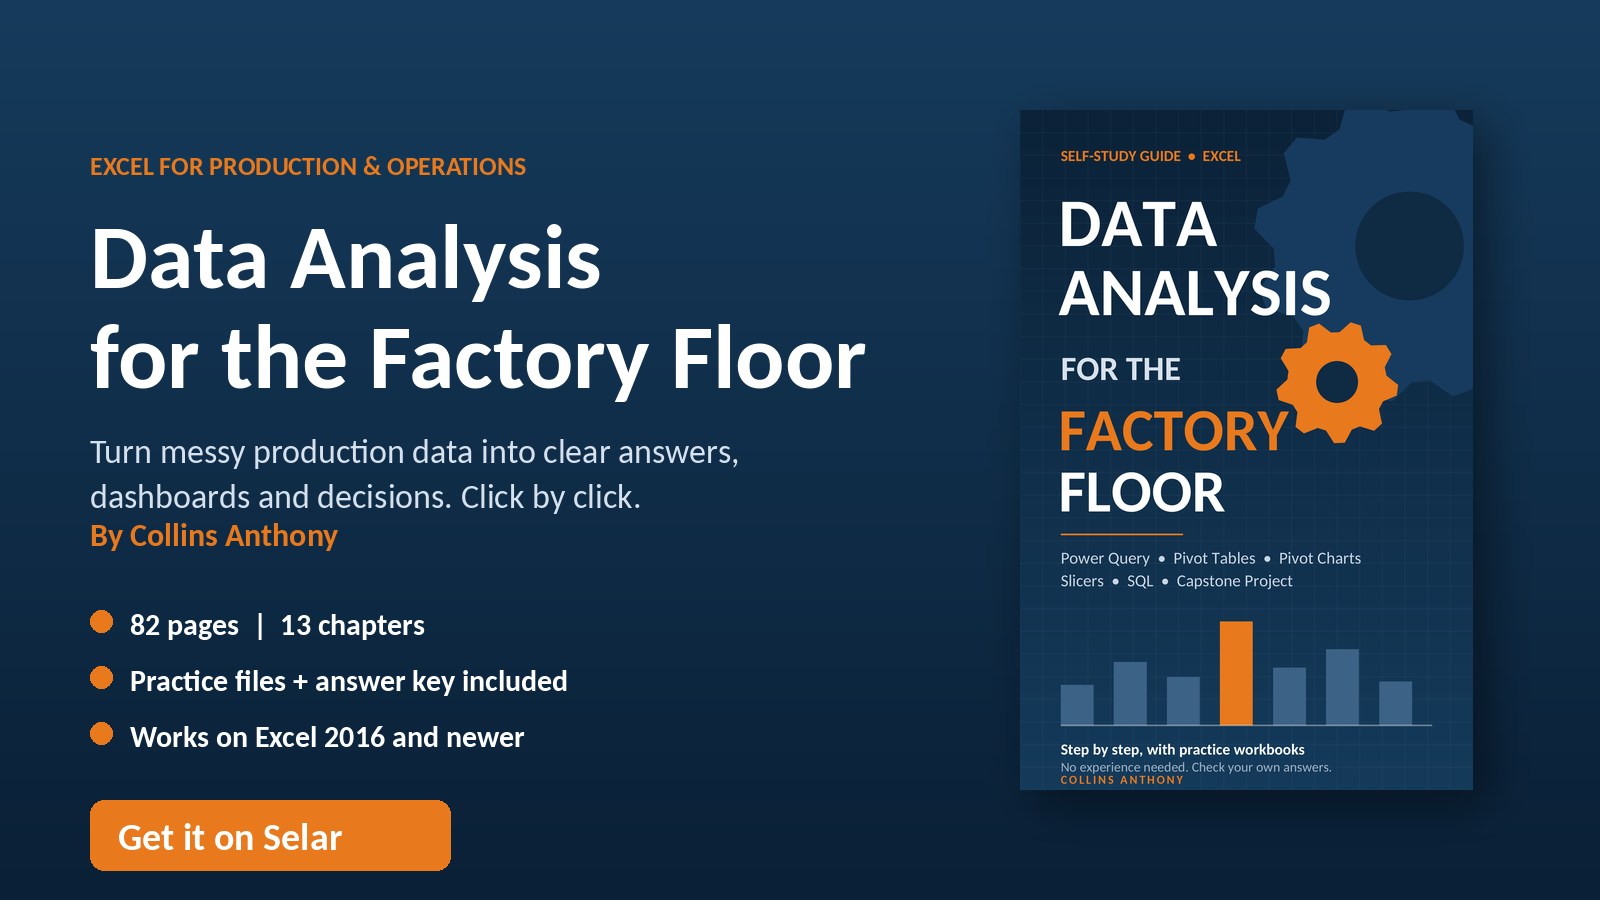 EXCEL FOR PRODUCTION & OPERATIONS
Data Analysis
for the Factory Floor
Turn messy production data into clear answers,
dashboards and decisions. Click by click.
By Collins Anthony
82 pages | 13 chapters
Practice files + answer key included
Works on Excel 2016 and newer
Get it on Selar
SELF-STUDY GUIDE • EXCEL
DATA
ANALYSIS
FOR THE
FACTORY
FLOOR
Power Query • Pivot Tables • Pivot Charts
Slicers • SQL • Capstone Project
Step by step, with practice workbooks
No experience needed. Check your own answers.
COLLINS ANTHONY